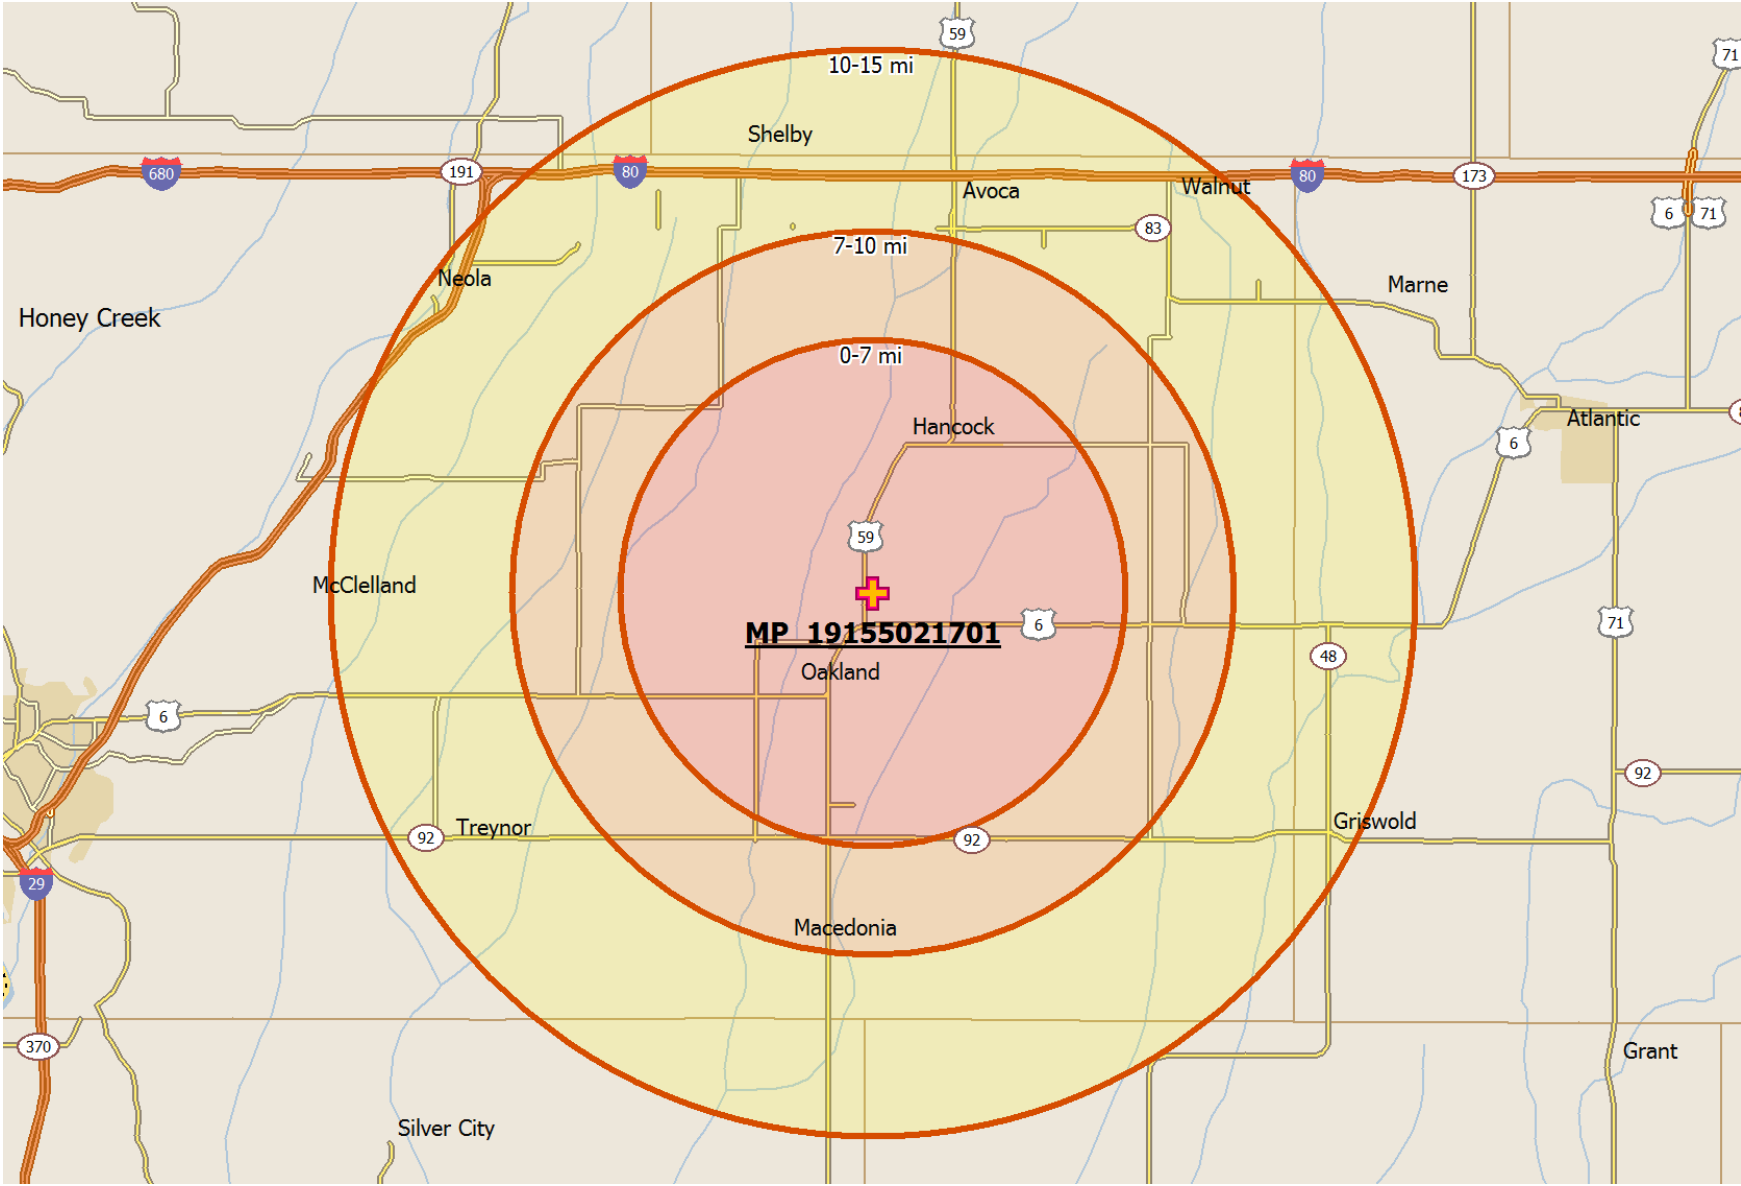 59
10-15 mi
71
Shelby
680
191
80
80
173
Avoca
Walnut
6
71
83
7-10 mi
Neola
Marne
Honey Creek
0-7 mi
Atlantic
Hancock
6
59
McClelland
MP 19155021701
6
71
48
Oakland
6
92
Griswold
Treynor
92
92
29
Macedonia
370
Grant
Silver City